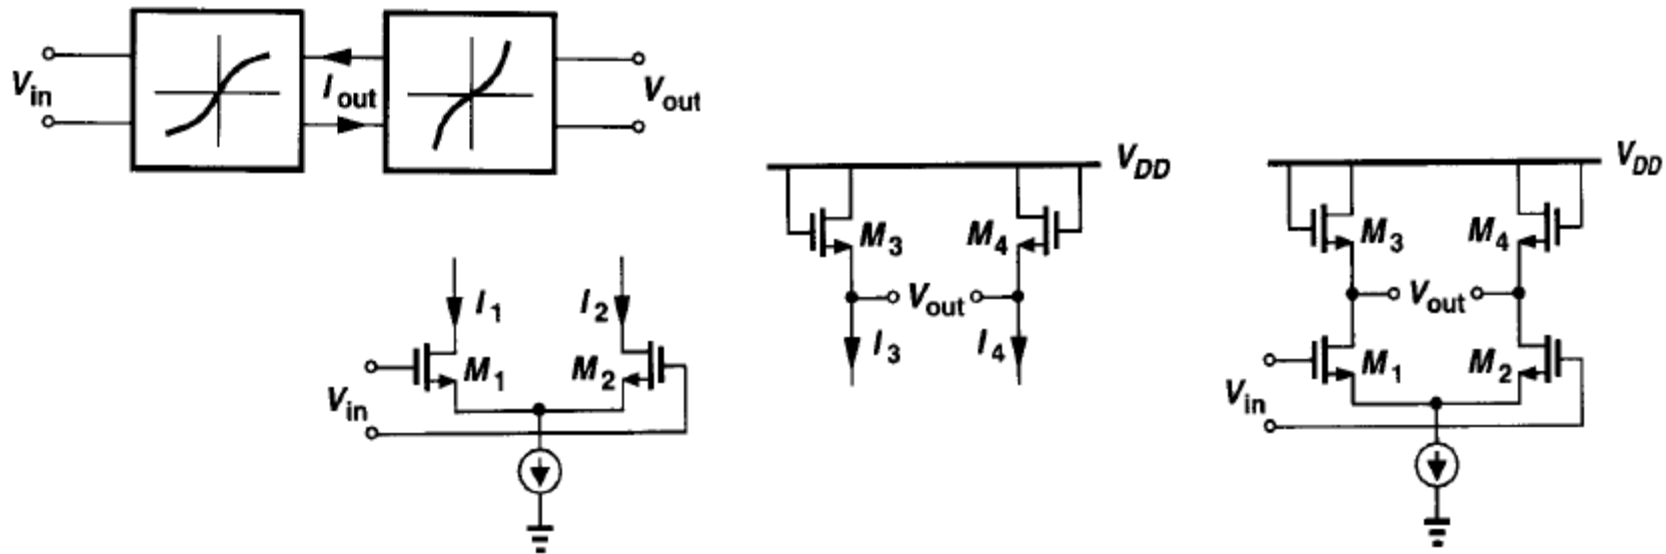 V_in
I_out
V_out
I_1
I_2
M_1
M_2
V_in
V_DD
M_3
M_4
V_out
I_3
I_4
V_DD
M_3
M_4
V_out
M_1
M_2
V_in